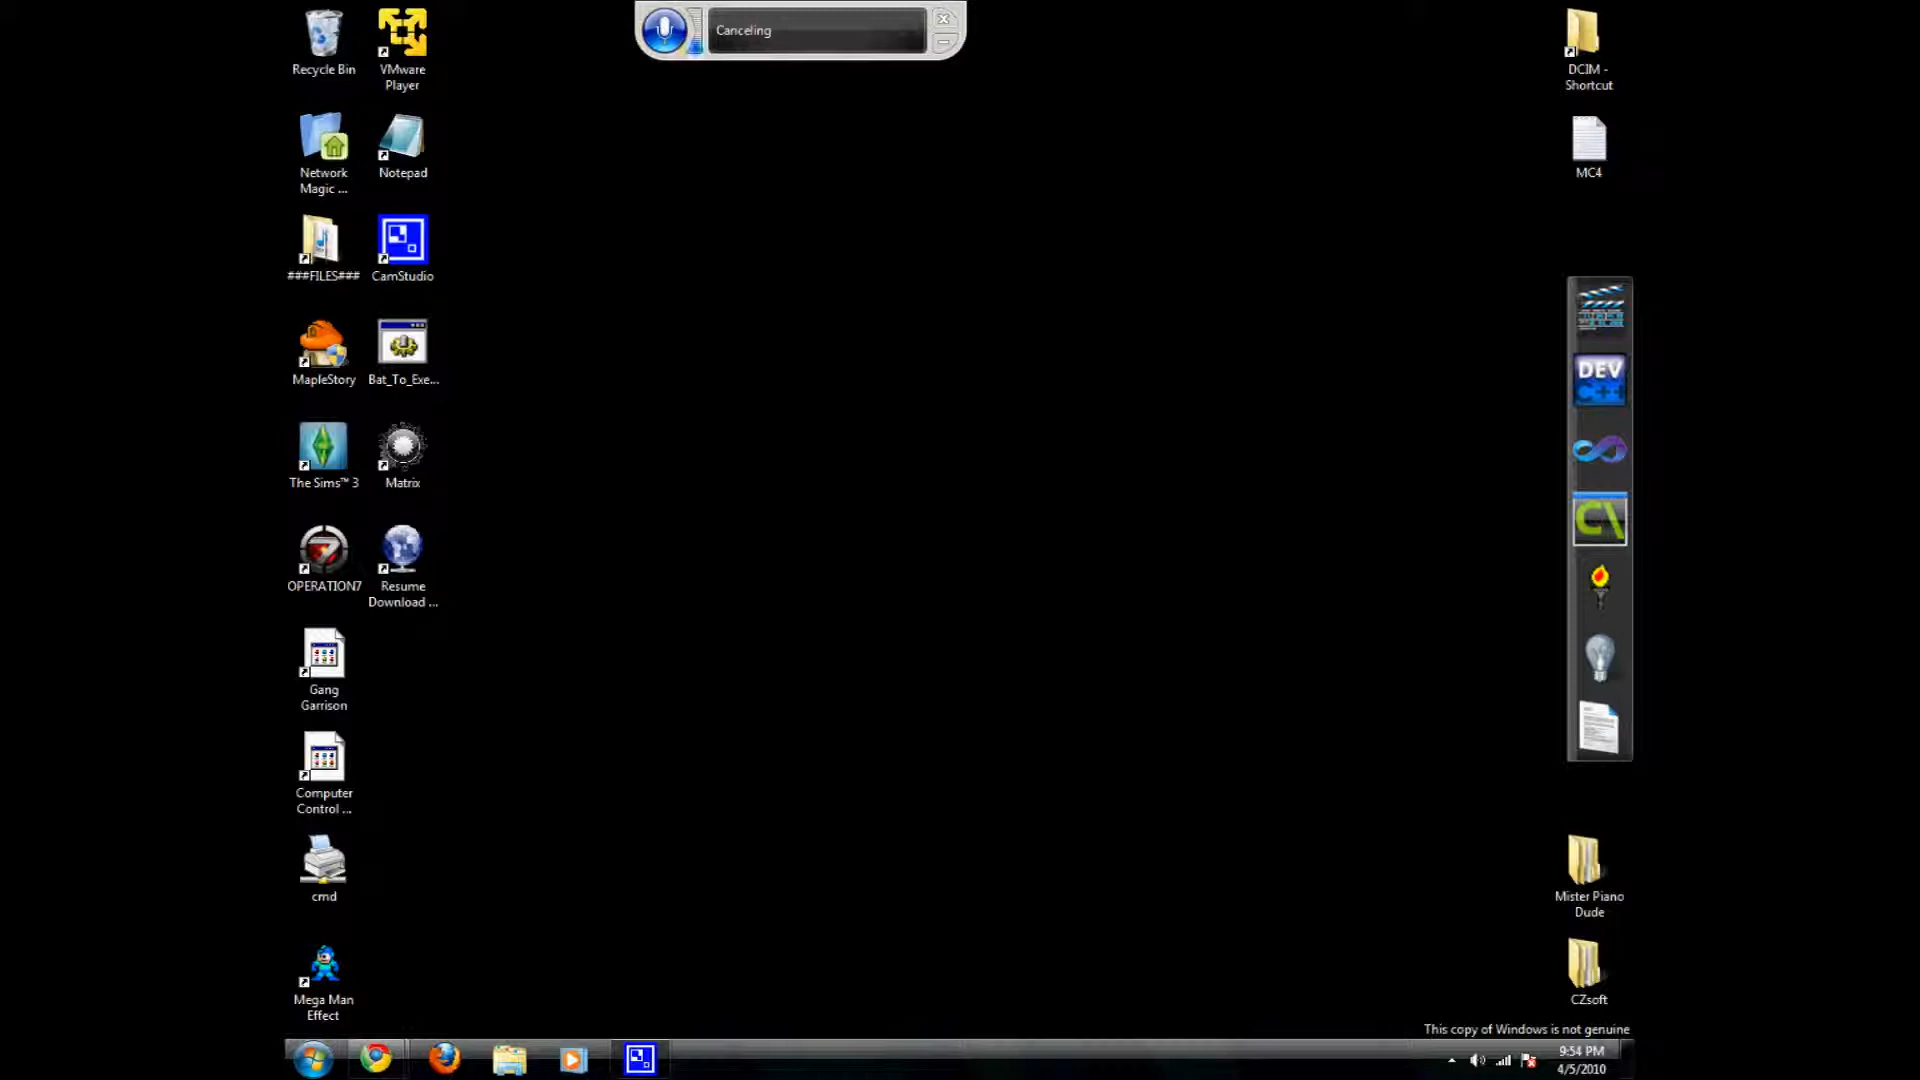 Canceling
Recycle Bin
VMware
Player
Network
Magic ...
Notepad
###FILES###
CamStudio
MapleStory
Bat_To_Exe...
The Sims™ 3
Matrix
OPERATION7
Resume
Download ...
Gang
Garrison
Computer
Control ...
cmd
Mega Man
Effect
DCIM -
Shortcut
MC4
DEV
C++
C\
Mister Piano
Dude
CZsoft
This copy of Windows is not genuine
9:54 PM
4/5/2010